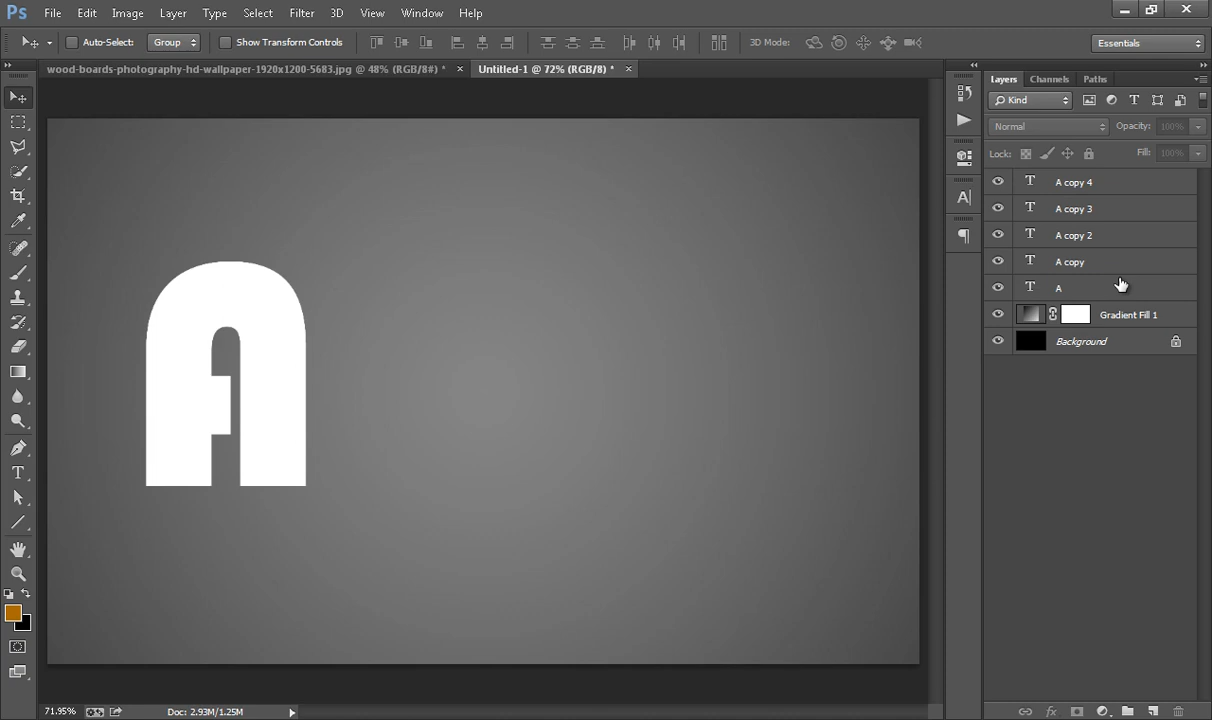 Ps File Edit Image Layer Type Select Filter 3D View Window Help
Auto-Select: Group Show Transform Controls 3D Mode: Essentials
wood-boards-photography-hd-wallpaper-1920x1200-5683.jpg @ 48% (RGB/8#) * × Untitled-1 @ 72% (RGB/8) * ×
Layers Channels Paths
Kind
Normal Opacity: 100%
Lock: Fill: 100%
T A copy 4
T A copy 3
T A copy 2
T A copy
T A
Gradient Fill 1
Background
A
71.95% Doc: 2.93M/1.25M